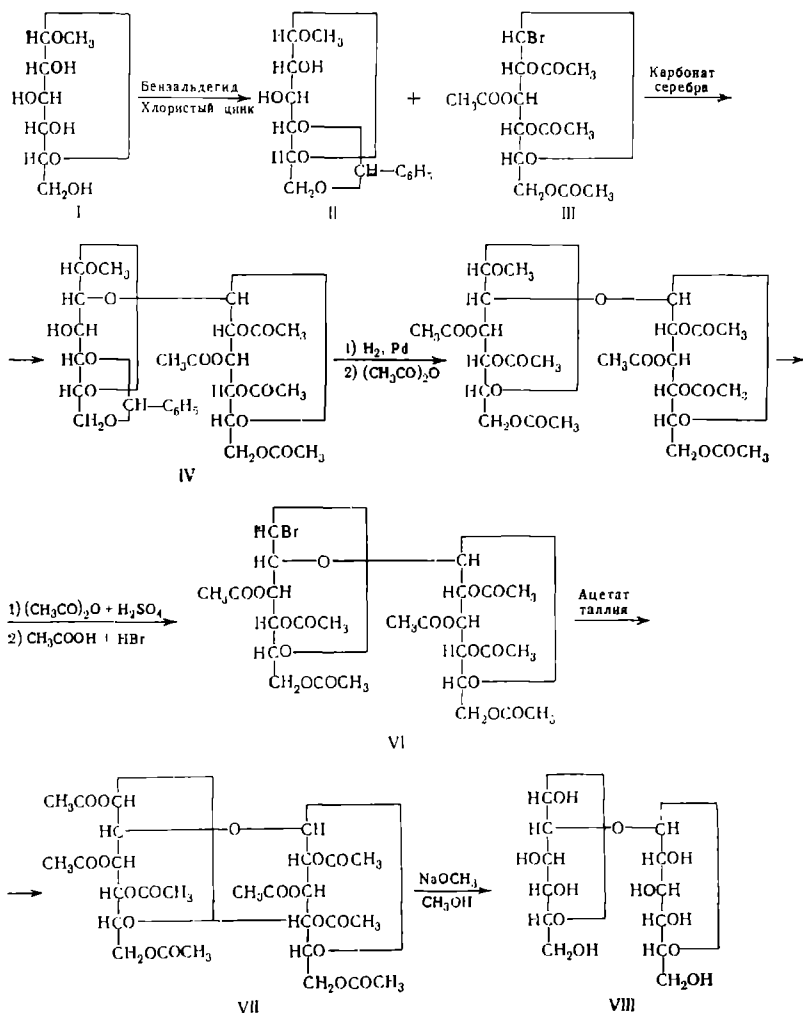 HCOCH₃
HCOH
HOCH
HCOH
HCO
CH₂OH
I
Бензальдегид
Хлористый цинк
HCOCH₃
HCOH
HOCH
HCO
HCO
CH₂O
CH—C₆H₅
II
+
HCBr
HCOCOCH₃
CH₃COOCH
HCOCOCH₃
HCO
CH₂OCOCH₃
III
Карбонат
серебра
HCOCH₃
HC—O
HOCH
HCO
HCO
CH₂O
CH—C₆H₅
CH
HCOCOCH₃
CH₃COOCH
HCOCOCH₃
HCO
CH₂OCOCH₃
IV
1) H₂, Pd
2) (CH₃CO)₂O
HCOCH₃
HC
O
CH₃COOCH
HCOCOCH₃
HCO
CH₂OCOCH₃
CH
HCOCOCH₃
CH₃COOCH
HCOCOCH₃
HCO
CH₂OCOCH₃
1) (CH₃CO)₂O + H₂SO₄
2) CH₃COOH + HBr
HCBr
HC—O
CH₃COOCH
HCOCOCH₃
HCO
CH₂OCOCH₃
CH
HCOCOCH₃
CH₃COOCH
HCOCOCH₃
HCO
CH₂OCOCH₃
VI
Ацетат
таллия
CH₃COOCH
HC
O
CH₃COOCH
HCOCOCH₃
HCO
CH₂OCOCH₃
CH
HCOCOCH₃
CH₃COOCH
HCOCOCH₃
HCO
CH₂OCOCH₃
VII
NaOCH₃
CH₃OH
HCOH
HC
O
HOCH
HCOH
HCO
CH₂OH
CH
HCOH
HOCH
HCOH
HCO
CH₂OH
VIII